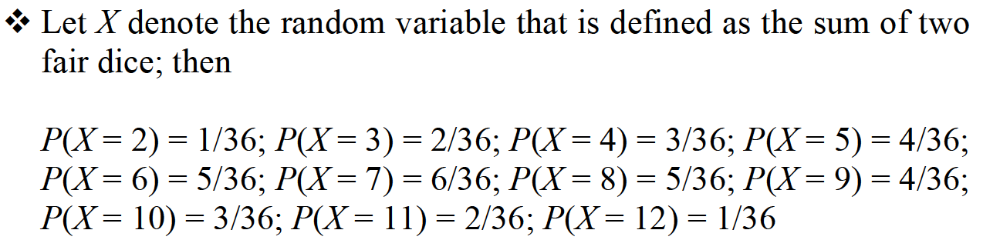 ❖ Let X denote the random variable that is defined as the sum of two
fair dice; then
P(X = 2) = 1/36; P(X = 3) = 2/36; P(X = 4) = 3/36; P(X = 5) = 4/36;
P(X = 6) = 5/36; P(X = 7) = 6/36; P(X = 8) = 5/36; P(X = 9) = 4/36;
P(X = 10) = 3/36; P(X = 11) = 2/36; P(X = 12) = 1/36